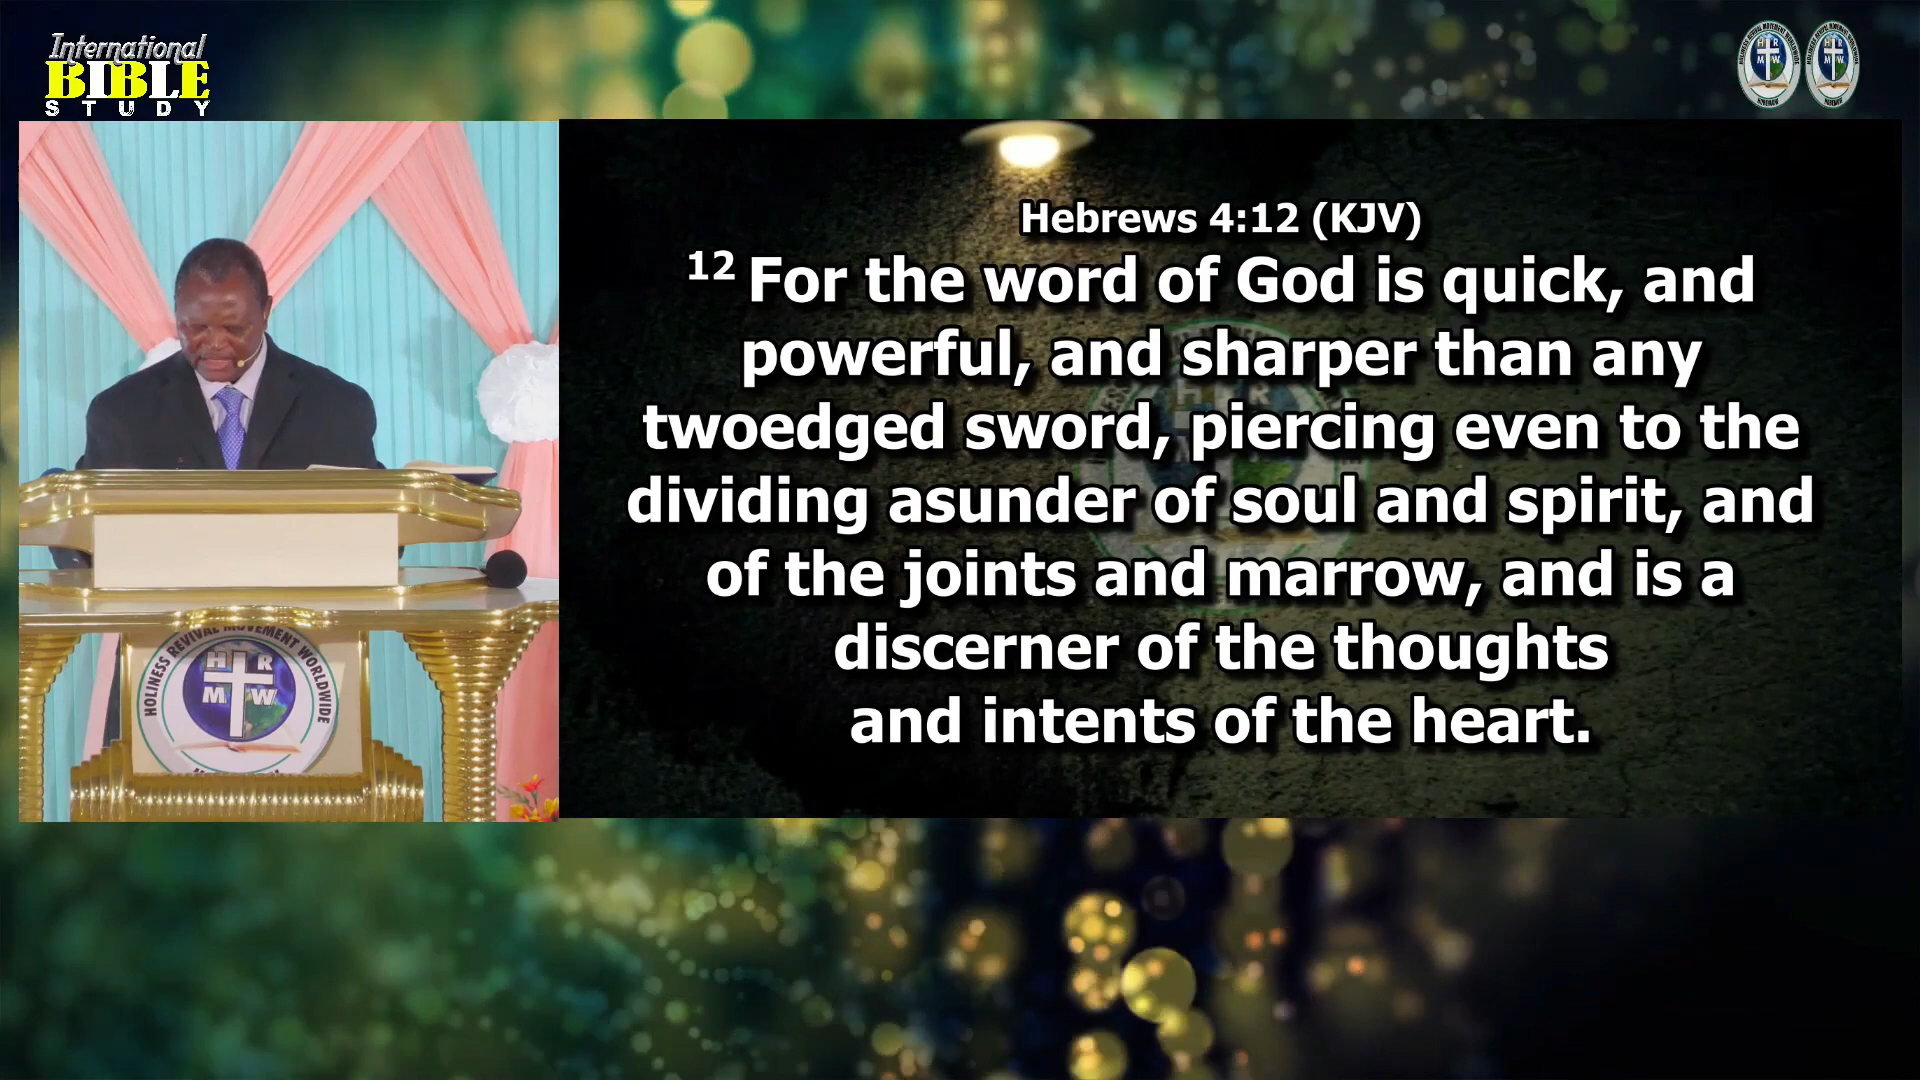 International
BIBLE
STUDY
H R
M W
H R
M W
Hebrews 4:12 (KJV)
12 For the word of God is quick, and
powerful, and sharper than any
twoedged sword, piercing even to the
dividing asunder of soul and spirit, and
of the joints and marrow, and is a
discerner of the thoughts
and intents of the heart.
HOLINESS REVIVAL MOVEMENT WORLDWIDE
H R
M W